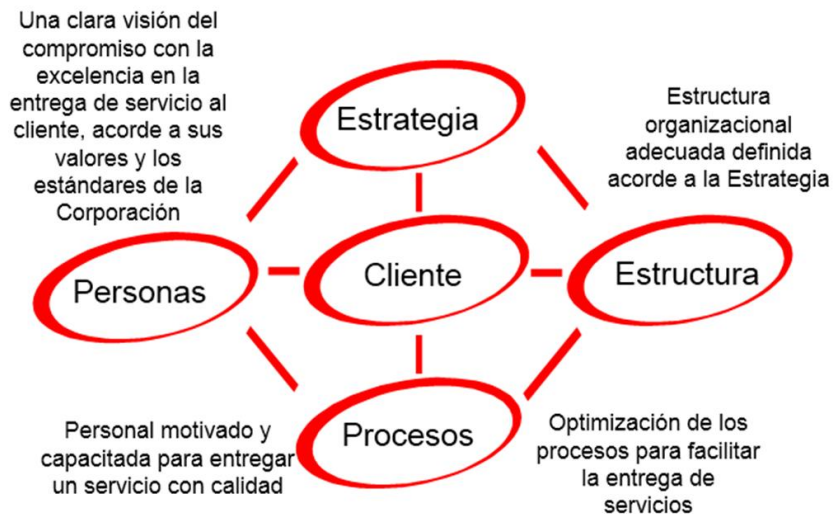 Una clara visión del
compromiso con la
excelencia en la
entrega de servicio al
cliente, acorde a sus
valores y los
estándares de la
Corporación
Estrategia
Estructura
organizacional
adecuada definida
acorde a la Estrategia
Personas
Cliente
Estructura
Personal motivado y
capacitada para entregar
un servicio con calidad
Procesos
Optimización de los
procesos para facilitar
la entrega de
servicios